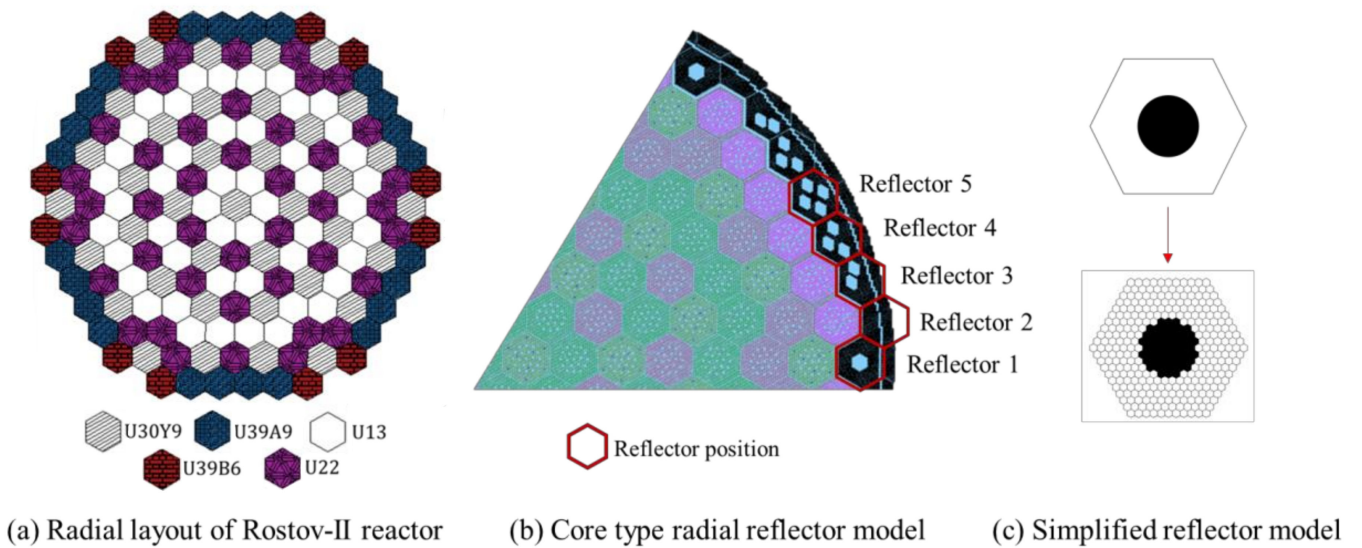 U30Y9 U39A9 U13
U39B6 U22
(a) Radial layout of Rostov-II reactor
Reflector 5
Reflector 4
Reflector 3
Reflector 2
Reflector 1
Reflector position
(b) Core type radial reflector model
(c) Simplified reflector model